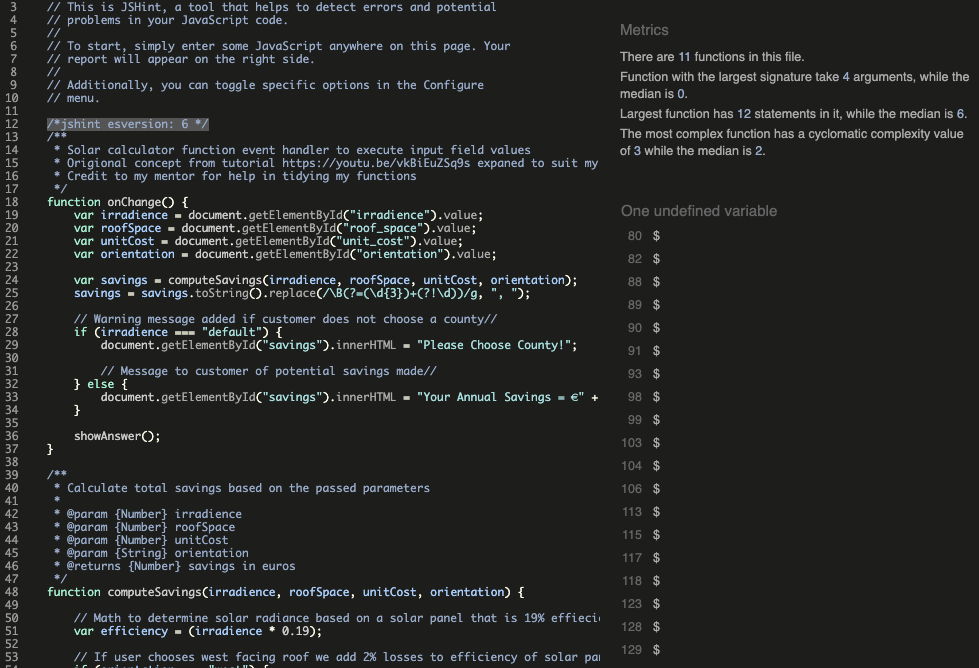 3 // This is JSHint, a tool that helps to detect errors and potential
4 // problems in your JavaScript code.
5 //
6 // To start, simply enter some JavaScript anywhere on this page. Your
7 // report will appear on the right side.
8 //
9 // Additionally, you can toggle specific options in the Configure
10 // menu.
11
12 /*jshint esversion: 6 */
13 /**
14 * Solar calculator function event handler to execute input field values
15 * Origional concept from tutorial https://youtu.be/vkBiEuZSq9s expaned to suit my
16 * Credit to my mentor for help in tidying my functions
17 */
18 function onChange() {
19 var irradience = document.getElementById("irradience").value;
20 var roofSpace = document.getElementById("roof_space").value;
21 var unitCost = document.getElementById("unit_cost").value;
22 var orientation = document.getElementById("orientation").value;
23
24 var savings = computeSavings(irradience, roofSpace, unitCost, orientation);
25 savings = savings.toString().replace(/\B(?=(\d{3})+(?!\d))/g, ", ");
26
27 // Warning message added if customer does not choose a county//
28 if (irradience === "default") {
29 document.getElementById("savings").innerHTML = "Please Choose County!";
30
31 // Message to customer of potential savings made//
32 } else {
33 document.getElementById("savings").innerHTML = "Your Annual Savings = €" +
34 }
35
36 showAnswer();
37 }
38
39 /**
40 * Calculate total savings based on the passed parameters
41 *
42 * @param {Number} irradience
43 * @param {Number} roofSpace
44 * @param {Number} unitCost
45 * @param {String} orientation
46 * @returns {Number} savings in euros
47 */
48 function computeSavings(irradience, roofSpace, unitCost, orientation) {
49
50 // Math to determine solar radiance based on a solar panel that is 19% effieci
51 var efficiency = (irradience * 0.19);
52
53 // If user chooses west facing roof we add 2% losses to efficiency of solar pa
Metrics
There are 11 functions in this file.
Function with the largest signature take 4 arguments, while the
median is 0.
Largest function has 12 statements in it, while the median is 6.
The most complex function has a cyclomatic complexity value
of 3 while the median is 2.
One undefined variable
80 $
82 $
88 $
89 $
90 $
91 $
93 $
98 $
99 $
103 $
104 $
106 $
113 $
115 $
117 $
118 $
123 $
128 $
129 $